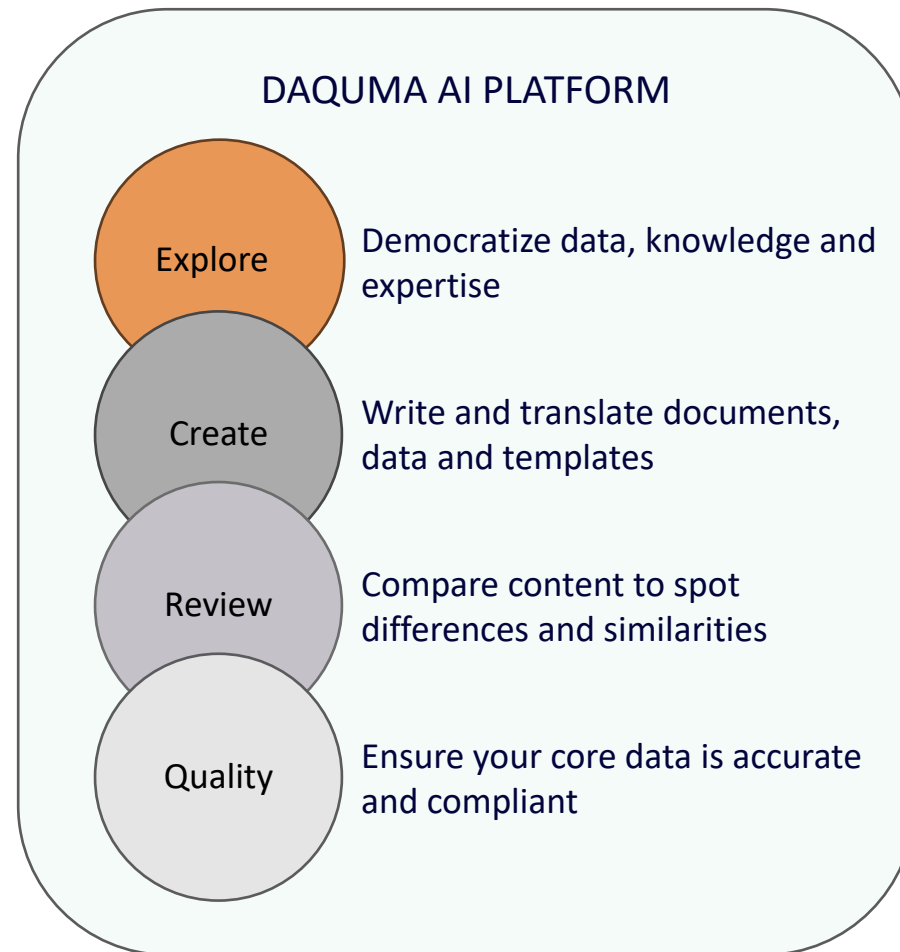 DAQUMA AI PLATFORM
Explore
Democratize data, knowledge and
expertise
Create
Write and translate documents,
data and templates
Review
Compare content to spot
differences and similarities
Quality
Ensure your core data is accurate
and compliant